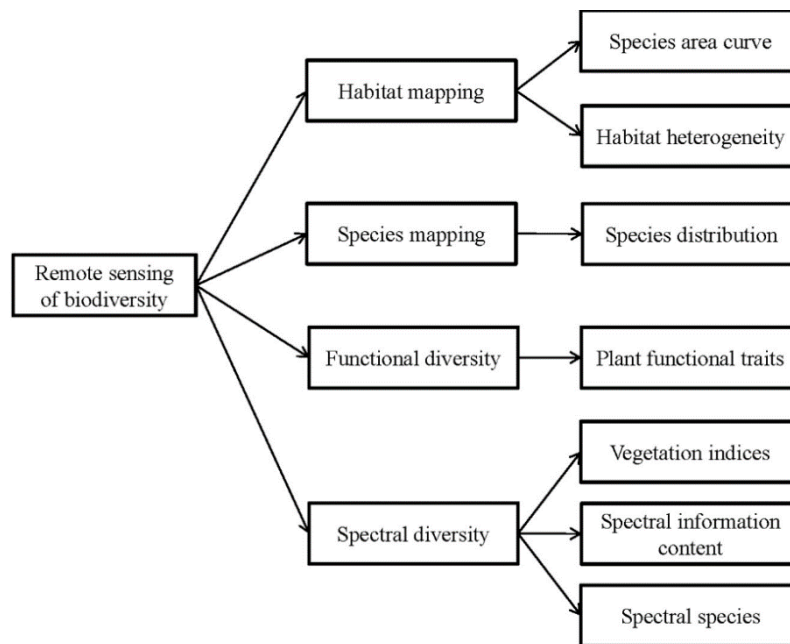 Species area curve
Habitat mapping
Habitat heterogeneity
Species mapping
Species distribution
Remote sensing
of biodiversity
Functional diversity
Plant functional traits
Vegetation indices
Spectral diversity
Spectral information
content
Spectral species